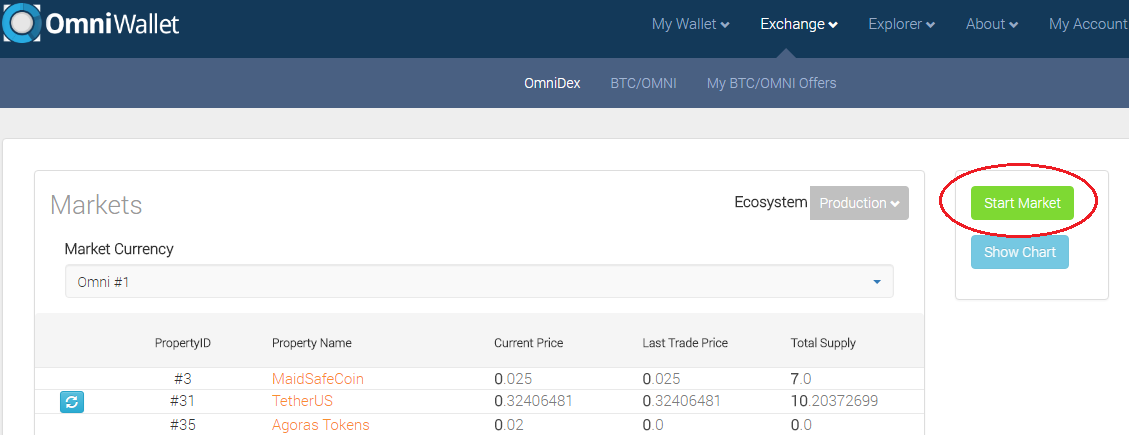 OmniWallet
My Wallet Exchange Explorer About My Account
OmniDex BTC/OMNI My BTC/OMNI Offers
Markets
Ecosystem Production
Start Market
Market Currency
Show Chart
Omni #1
PropertyID Property Name Current Price Last Trade Price Total Supply
#3 MaidSafeCoin 0.025 0.025 7.0
#31 TetherUS 0.32406481 0.32406481 10.20372699
#35 Agoras Tokens 0.02 0.0 0.0